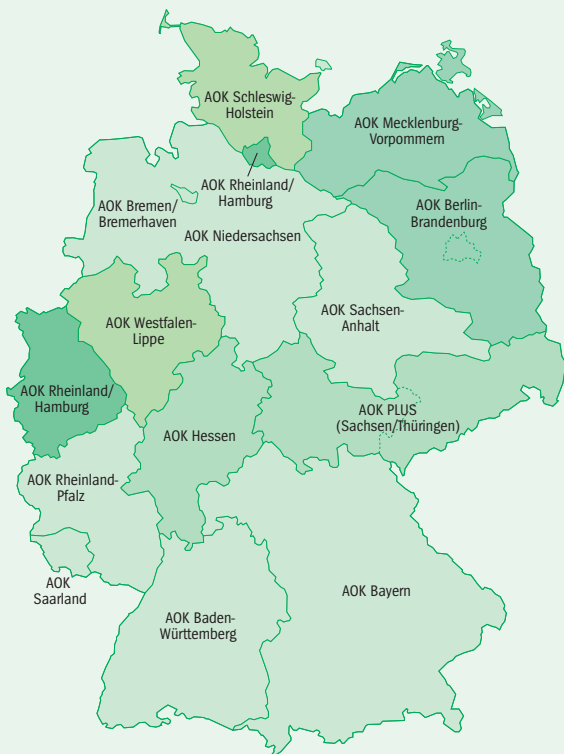 AOK Schleswig-
Holstein
AOK Mecklenburg-
Vorpommern
AOK Rheinland/
Hamburg
AOK Bremen/
Bremerhaven
AOK Berlin-
Brandenburg
AOK Niedersachsen
AOK Sachsen-
Anhalt
AOK Westfalen-
Lippe
AOK Rheinland/
Hamburg
AOK PLUS
(Sachsen/Thüringen)
AOK Hessen
AOK Rheinland-
Pfalz
AOK
Saarland
AOK Bayern
AOK Baden-
Württemberg